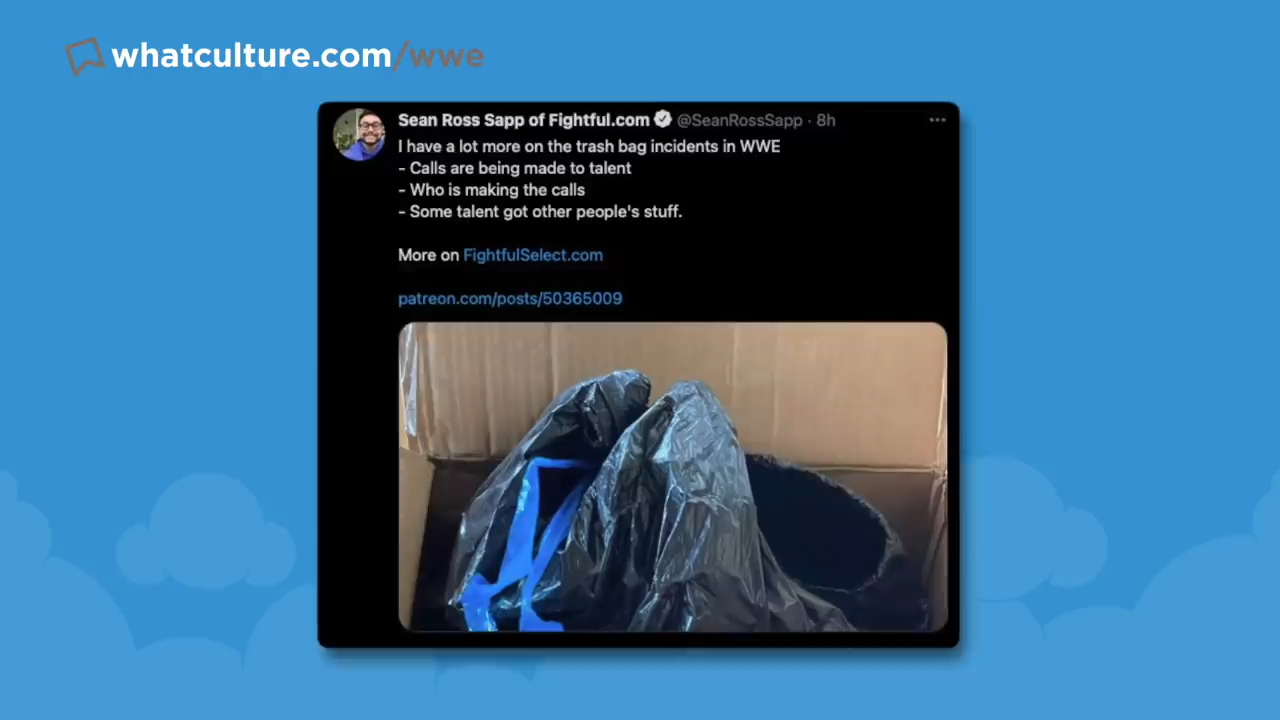 whatculture.com/wwe
Sean Ross Sapp of Fightful.com @SeanRossSapp · 8h
I have a lot more on the trash bag incidents in WWE
- Calls are being made to talent
- Who is making the calls
- Some talent got other people's stuff.
More on FightfulSelect.com
patreon.com/posts/50365009